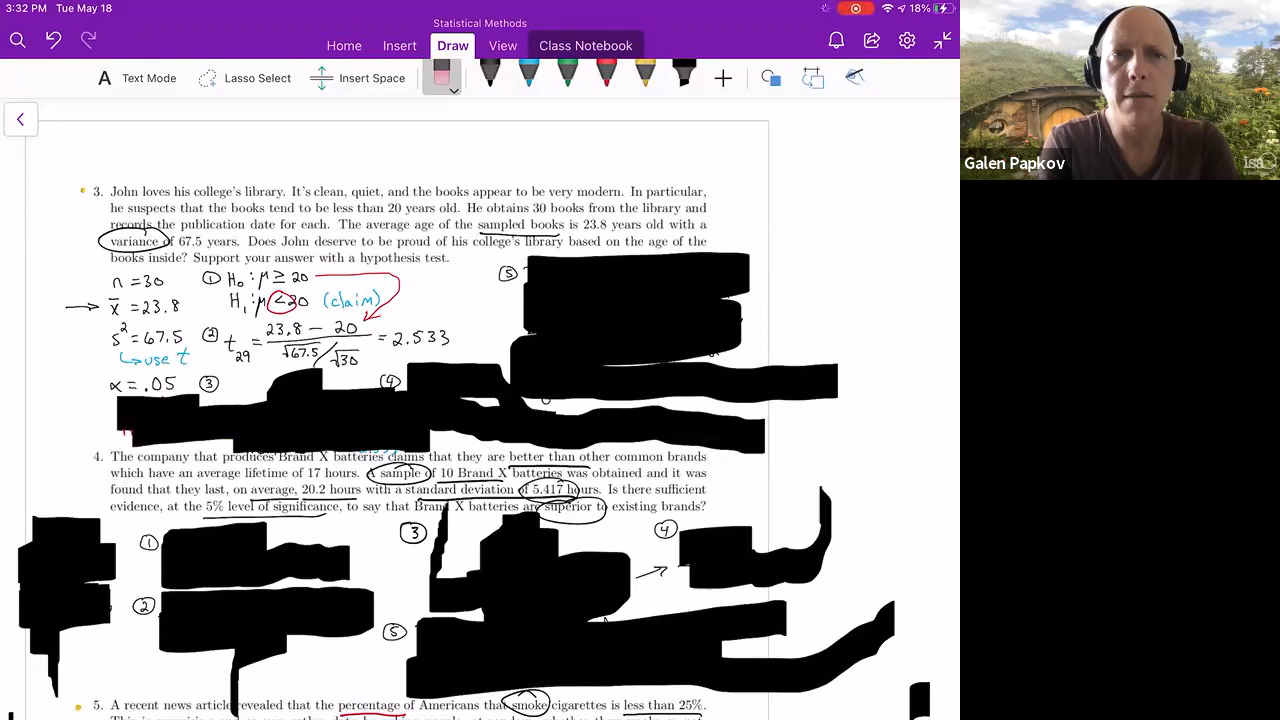 3:32 PM Tue May 18
18%
Statistical Methods
Home Insert Draw View Class Notebook
A Text Mode Lasso Select Insert Space
Galen Papkov
3. John loves his college's library. It's clean, quiet, and the books appear to be very modern. In particular,
he suspects that the books tend to be less than 20 years old. He obtains 30 books from the library and
records the publication date for each. The average age of the sampled books is 23.8 years old with a
variance of 67.5 years. Does John deserve to be proud of his college's library based on the age of the
books inside? Support your answer with a hypothesis test.
n = 30 ① H₀ : μ ≥ 20 ⑤
→ x̄ = 23.8 H₁ : μ < 20 (claim)
s² = 67.5 ② t₂₉ = (23.8 − 20) / (√67.5 / √30) = 2.533
↳ use t
α = .05 ③ ④
4. The company that produces Brand X batteries claims that they are better than other common brands
which have an average lifetime of 17 hours. A sample of 10 Brand X batteries was obtained and it was
found that they last, on average, 20.2 hours with a standard deviation of 5.417 hours. Is there sufficient
evidence, at the 5% level of significance, to say that Brand X batteries are superior to existing brands?
① ③ → ④
② ⑤
5. A recent news article revealed that the percentage of Americans that smoke cigarettes is less than 25%.